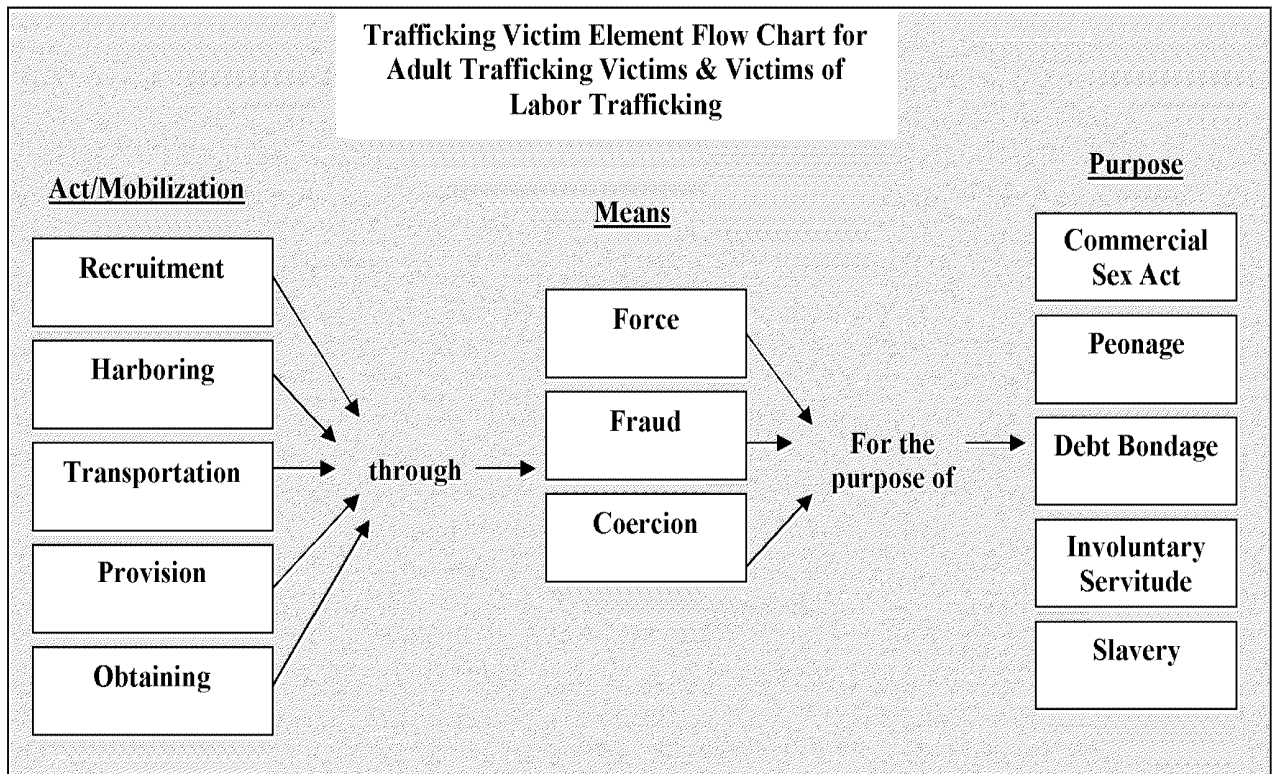 Trafficking Victim Element Flow Chart for
Adult Trafficking Victims & Victims of
Labor Trafficking
Act/Mobilization
Recruitment
Harboring
Transportation
Provision
Obtaining
through
Means
Force
Fraud
Coercion
For the
purpose of
Purpose
Commercial
Sex Act
Peonage
Debt Bondage
Involuntary
Servitude
Slavery